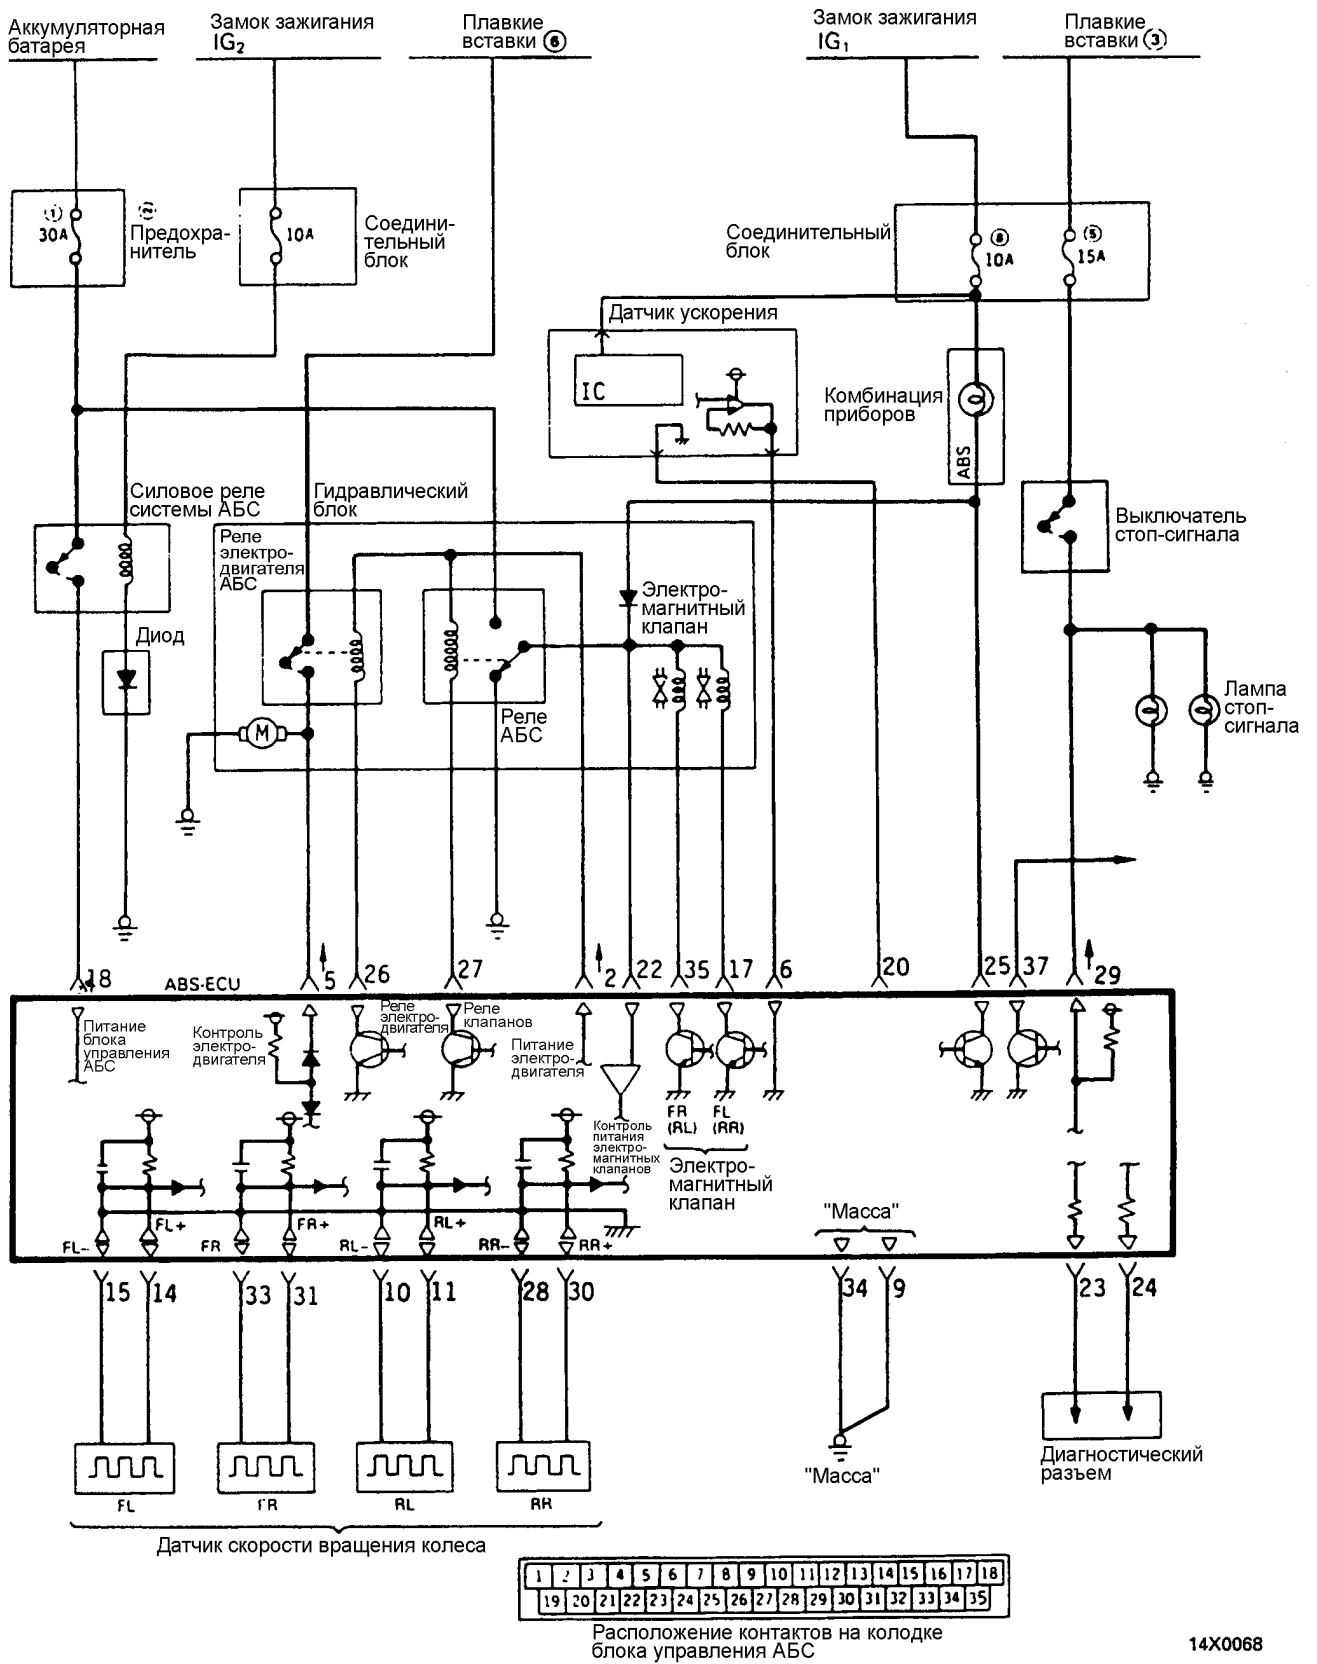 Аккумуляторная
батарея
Замок зажигания
IG2
Плавкие
вставки ⑥
Замок зажигания
IG1
Плавкие
вставки ③
① 30A
②
Предохра-
нитель
10A
Соедини-
тельный
блок
Соединительный
блок
⑧ 10A
⑤ 15A
Датчик ускорения
IC
Комбинация
приборов
ABS
Силовое реле
системы АБС
Гидравлический
блок
Выключатель
стоп-сигнала
Реле
электро-
двигателя
АБС
Электро-
магнитный
клапан
Диод
M
Реле
АБС
Лампа
стоп-
сигнала
18
ABS-ECU
5
26
27
2
22
35
17
6
20
25
37
29
Питание
блока
управления
АБС
Контроль
электро-
двигателя
Реле
электро-
двигателя
Реле
клапанов
Питание
электро-
двигателя
FR
(RL)
FL
(RR)
Контроль
питания
электро-
магнитных
клапанов
Электро-
магнитный
клапан
"Масса"
FL-
FL+
FR
FR+
RL-
RL+
RR-
RR+
15
14
33
31
10
11
28
30
34
9
23
24
"Масса"
Диагностический
разъем
FL
FR
RL
RR
Датчик скорости вращения колеса
1 2 3 4 5 6 7 8 9 10 11 12 13 14 15 16 17 18
19 20 21 22 23 24 25 26 27 28 29 30 31 32 33 34 35
Расположение контактов на колодке
блока управления АБС
14X0068